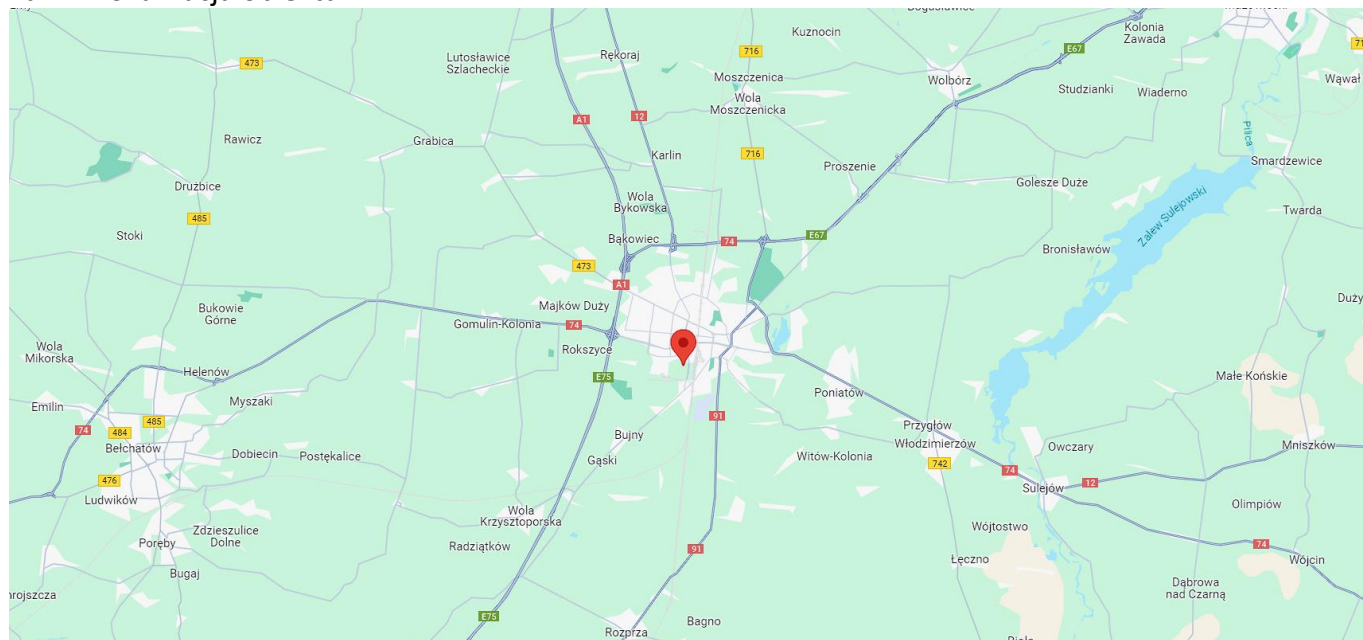 Kuznocin
Kolonia
Zawada
473
Lutosławice
Szlacheckie
Rękoraj
716
E67
Moszczenica
Wolbórz
Studzianki
Wiaderno
Wąwał
Wola
Moszczenicka
A1
12
Pilica
Rawicz
Grabica
Karlin
716
Proszenie
Smardzewice
Drużbice
Golesze Duże
Wola
Bykowska
Zalew Sulejowski
Twarda
485
Stoki
Bąkowiec
74
E67
Bronisławów
473
A1
Bukowie
Górne
Majków Duży
Gomulin-Kolonia
74
Rokszyce
Wola
Mikorska
Helenów
E75
Małe Końskie
Myszaki
Poniatów
Emilin
74
484
485
91
Przygłów
Bełchatów
Bujny
Włodzimierzów
Owczary
Mniszków
Dobiecin
Postękalice
Gąski
Witów-Kolonia
742
74
476
12
Sulejów
Ludwików
Olimpiów
Wola
Krzysztoporska
Wójtostwo
Zdzieszulice
Dolne
Poręby
Radziątków
91
74
Łęczno
Wójcin
Bugaj
Dąbrowa
nad Czarną
E75
Bagno
Rozprza